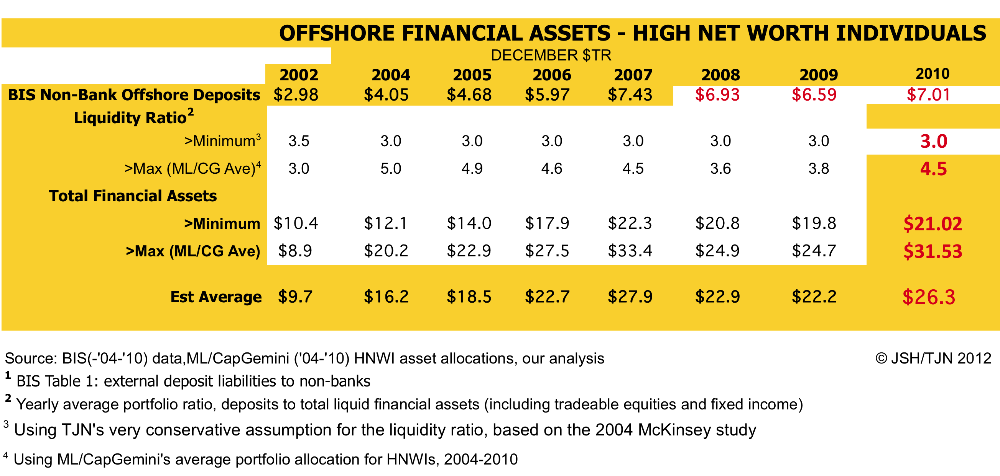 OFFSHORE FINANCIAL ASSETS - HIGH NET WORTH INDIVIDUALS
DECEMBER $TR
2002 2004 2005 2006 2007 2008 2009 2010
BIS Non-Bank Offshore Deposits $2.98 $4.05 $4.68 $5.97 $7.43 $6.93 $6.59 $7.01
Liquidity Ratio²
>Minimum³ 3.5 3.0 3.0 3.0 3.0 3.0 3.0 3.0
>Max (ML/CG Ave)⁴ 3.0 5.0 4.9 4.6 4.5 3.6 3.8 4.5
Total Financial Assets
>Minimum $10.4 $12.1 $14.0 $17.9 $22.3 $20.8 $19.8 $21.02
>Max (ML/CG Ave) $8.9 $20.2 $22.9 $27.5 $33.4 $24.9 $24.7 $31.53
Est Average $9.7 $16.2 $18.5 $22.7 $27.9 $22.9 $22.2 $26.3
Source: BIS(-'04-'10) data,ML/CapGemini ('04-'10) HNWI asset allocations, our analysis © JSH/TJN 2012
¹ BIS Table 1: external deposit liabilities to non-banks
² Yearly average portfolio ratio, deposits to total liquid financial assets (including tradeable equities and fixed income)
³ Using TJN's very conservative assumption for the liquidity ratio, based on the 2004 McKinsey study
⁴ Using ML/CapGemini's average portfolio allocation for HNWIs, 2004-2010